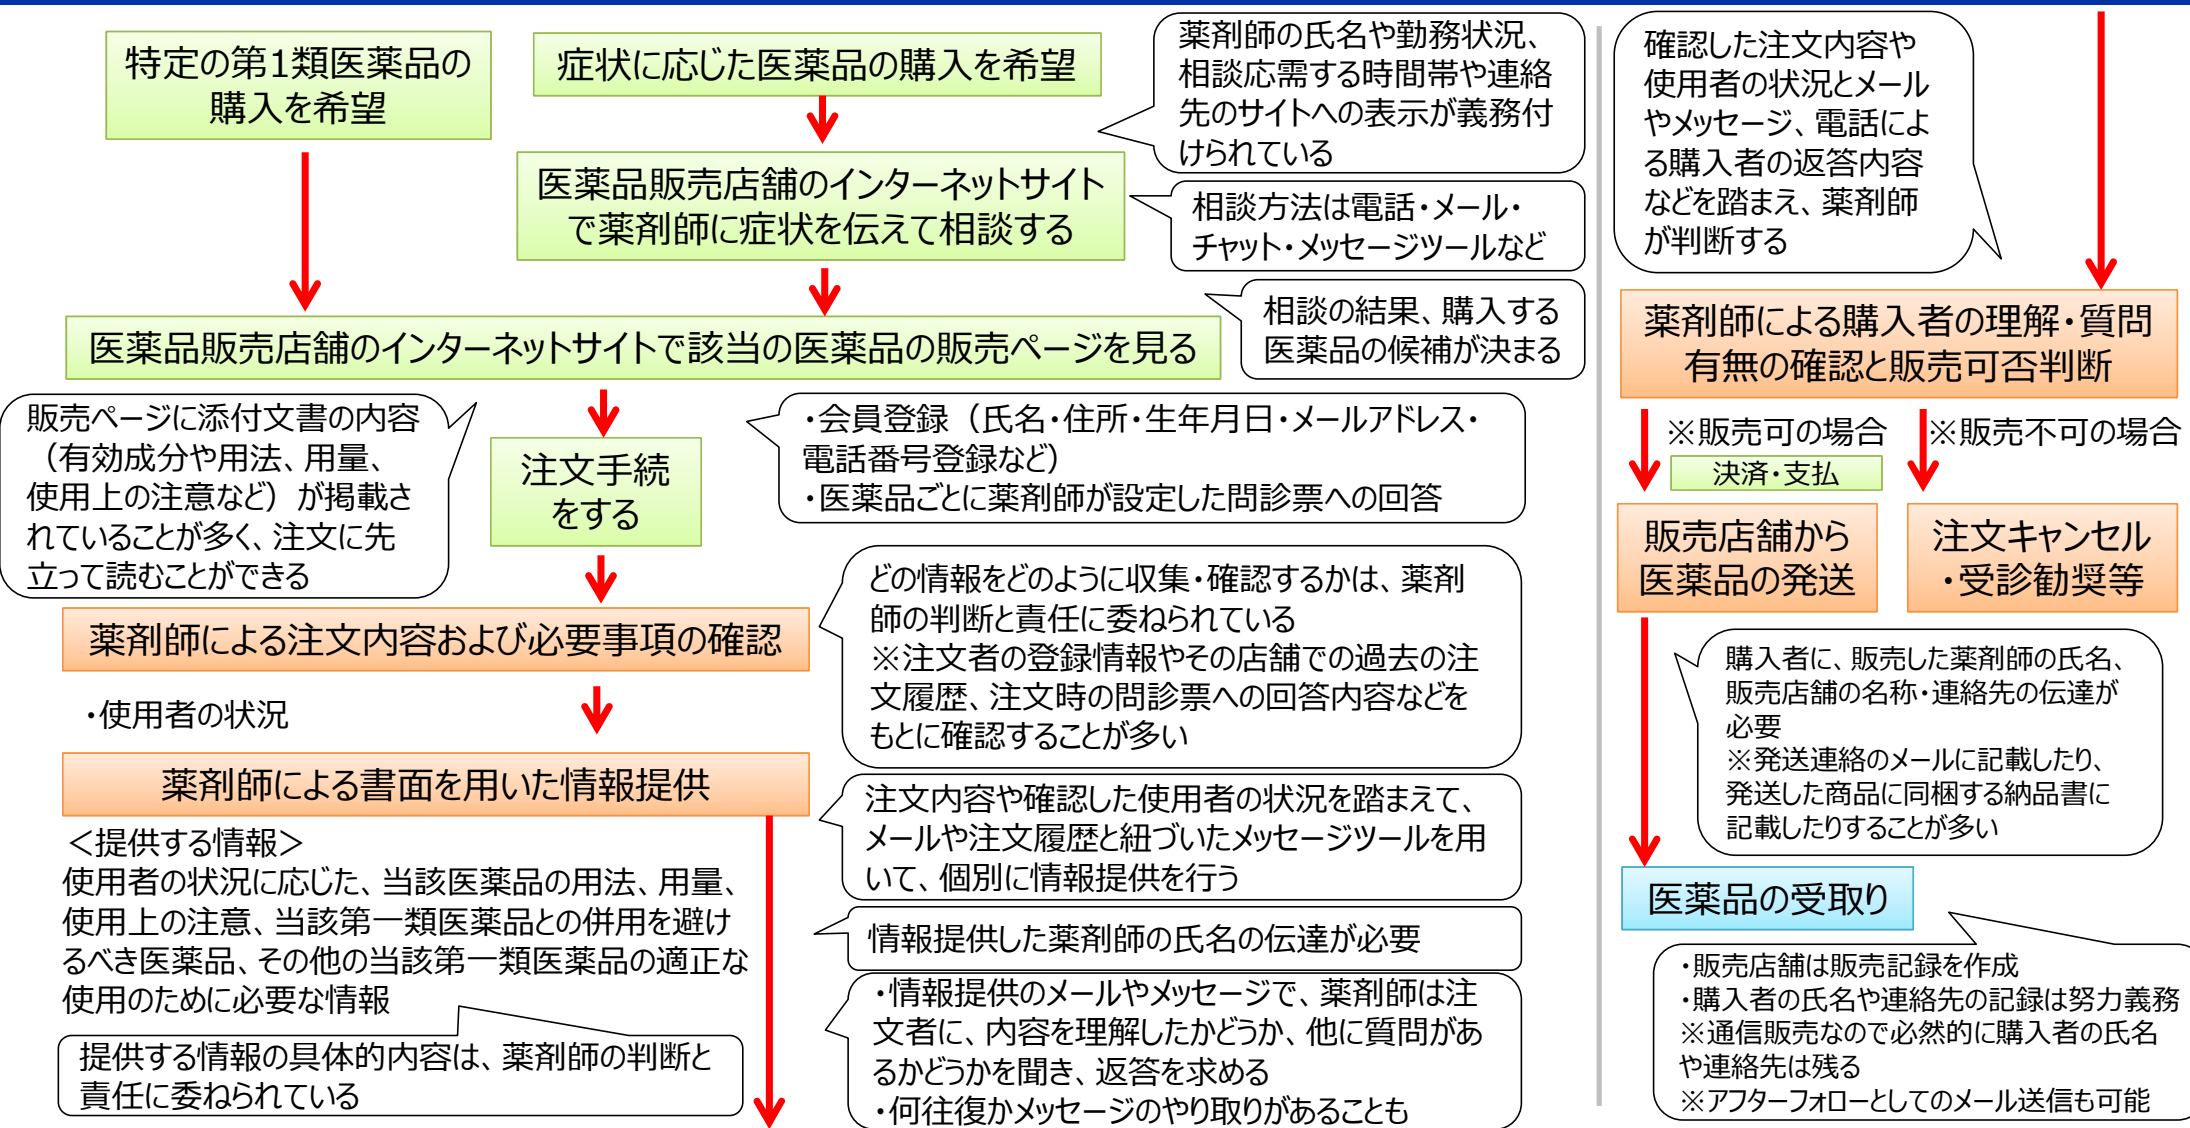 特定の第1類医薬品の
購入を希望
症状に応じた医薬品の購入を希望
薬剤師の氏名や勤務状況、
相談応需する時間帯や連絡
先のサイトへの表示が義務付
けられている
医薬品販売店舗のインターネットサイト
で薬剤師に症状を伝えて相談する
相談方法は電話・メール・
チャット・メッセージツールなど
相談の結果、購入する
医薬品の候補が決まる
医薬品販売店舗のインターネットサイトで該当の医薬品の販売ページを見る
販売ページに添付文書の内容
（有効成分や用法、用量、
使用上の注意など）が掲載さ
れていることが多く、注文に先
立って読むことができる
注文手続
をする
・会員登録（氏名・住所・生年月日・メールアドレス・
電話番号登録など）
・医薬品ごとに薬剤師が設定した問診票への回答
薬剤師による注文内容および必要事項の確認
どの情報をどのように収集・確認するかは、薬剤
師の判断と責任に委ねられている
※注文者の登録情報やその店舗での過去の注
文履歴、注文時の問診票への回答内容などを
もとに確認することが多い
・使用者の状況
薬剤師による書面を用いた情報提供
＜提供する情報＞
使用者の状況に応じた、当該医薬品の用法、用量、
使用上の注意、当該第一類医薬品との併用を避け
るべき医薬品、その他の当該第一類医薬品の適正な
使用のために必要な情報
提供する情報の具体的内容は、薬剤師の判断と
責任に委ねられている
注文内容や確認した使用者の状況を踏まえて、
メールや注文履歴と紐づいたメッセージツールを用
いて、個別に情報提供を行う
情報提供した薬剤師の氏名の伝達が必要
・情報提供のメールやメッセージで、薬剤師は注
文者に、内容を理解したかどうか、他に質問があ
るかどうかを聞き、返答を求める
・何往復かメッセージのやり取りがあることも
確認した注文内容や
使用者の状況とメール
やメッセージ、電話によ
る購入者の返答内容
などを踏まえ、薬剤師
が判断する
薬剤師による購入者の理解・質問
有無の確認と販売可否判断
※販売可の場合
※販売不可の場合
決済・支払
販売店舗から
医薬品の発送
注文キャンセル
・受診勧奨等
購入者に、販売した薬剤師の氏名、
販売店舗の名称・連絡先の伝達が
必要
※発送連絡のメールに記載したり、
発送した商品に同梱する納品書に
記載したりすることが多い
医薬品の受取り
・販売店舗は販売記録を作成
・購入者の氏名や連絡先の記録は努力義務
※通信販売なので必然的に購入者の氏名
や連絡先は残る
※アフターフォローとしてのメール送信も可能